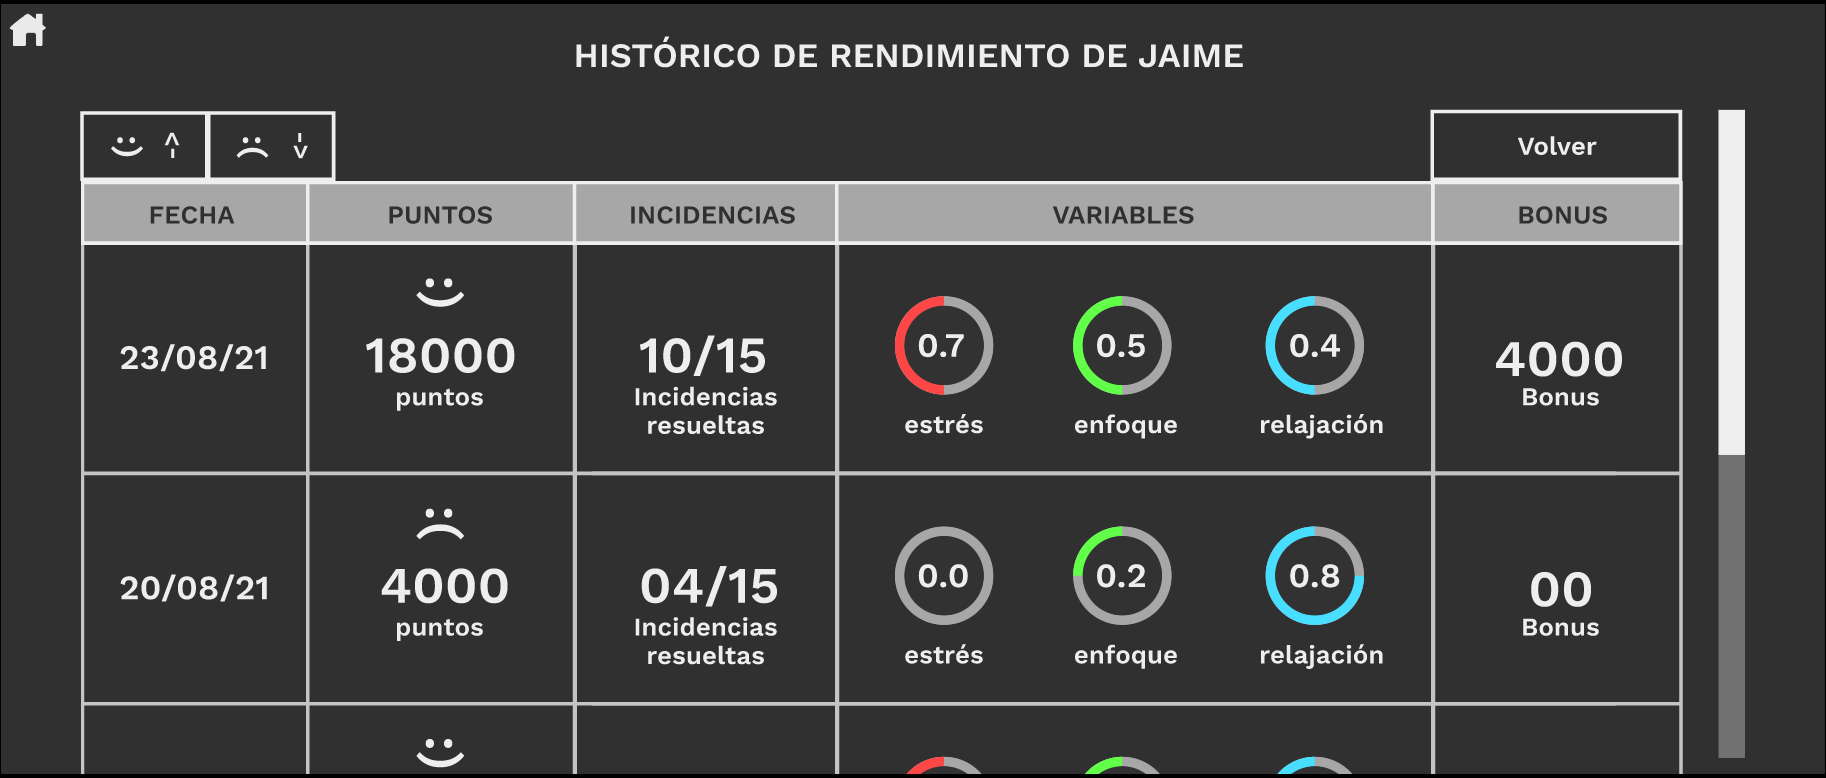 HISTÓRICO DE RENDIMIENTO DE JAIME
Volver
FECHA PUNTOS INCIDENCIAS VARIABLES BONUS
23/08/21
18000
puntos
10/15
Incidencias
resueltas
0.7
estrés
0.5
enfoque
0.4
relajación
4000
Bonus
20/08/21
4000
puntos
04/15
Incidencias
resueltas
0.0
estrés
0.2
enfoque
0.8
relajación
00
Bonus